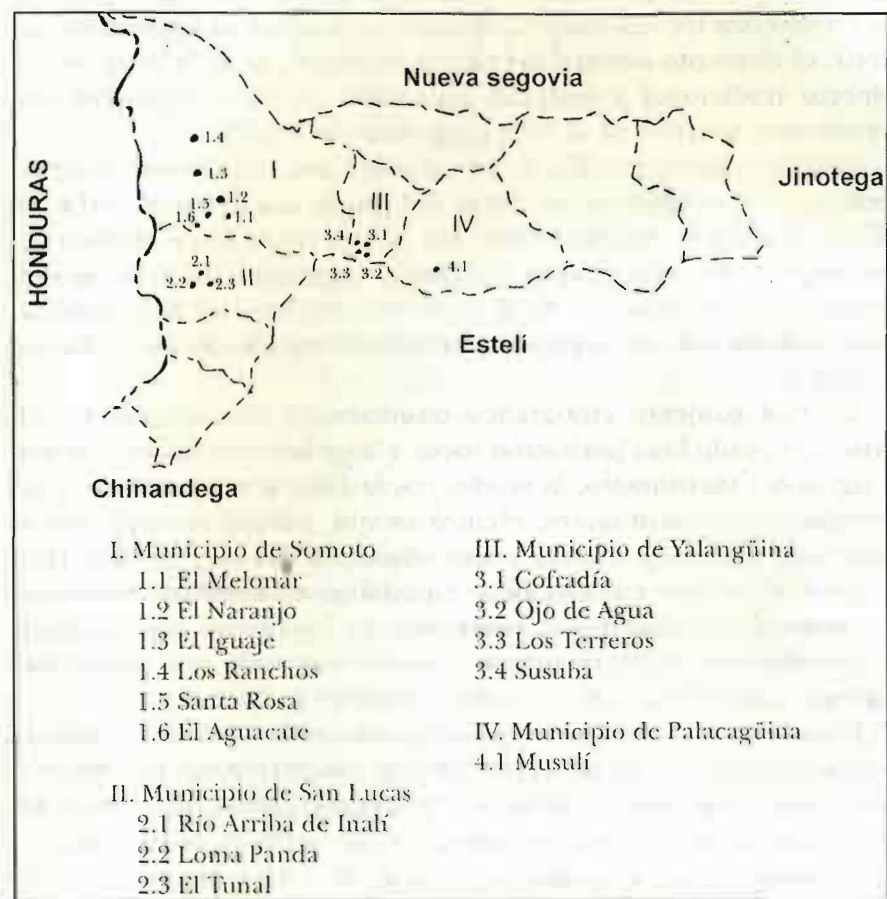 Nueva segovia
HONDURAS
Jinotega
Esteli
Chinandega
I
1.4
1.3
1.2
1.5
1.6
1.1
II
2.1
2.2
2.3
III
3.4
3.1
3.3
3.2
IV
4.1
I. Municipio de Somoto
1.1 El Melonar
1.2 El Naranjo
1.3 El Iguaje
1.4 Los Ranchos
1.5 Santa Rosa
1.6 El Aguacate
II. Municipio de San Lucas
2.1 Río Arriba de Inalí
2.2 Loma Panda
2.3 El Tunal
III. Municipio de Yalangüina
3.1 Cofradía
3.2 Ojo de Agua
3.3 Los Terreros
3.4 Susuba
IV. Municipio de Palacagüina
4.1 Musulí